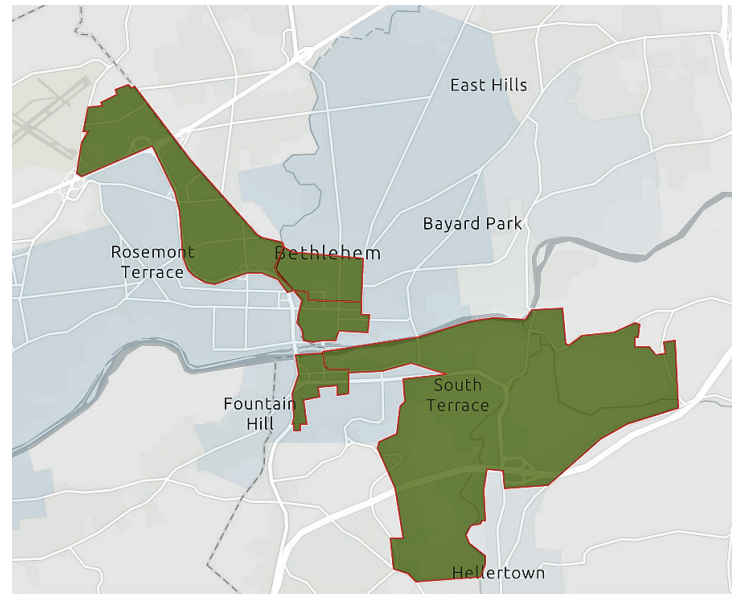 East Hills
Bayard Park
Bethlehem
Rosemont
Terrace
South
Terrace
Fountain
Hill
Hellertown